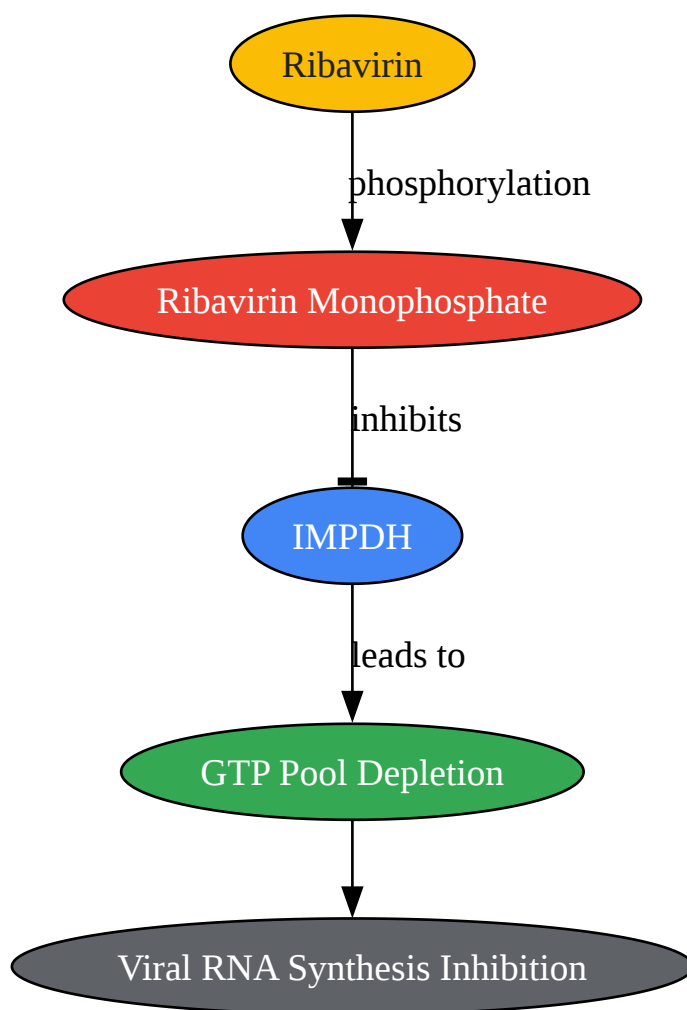 Ribavirin
phosphorylation
Ribavirin Monophosphate
inhibits
IMPDH
leads to
GTP Pool Depletion
Viral RNA Synthesis Inhibition